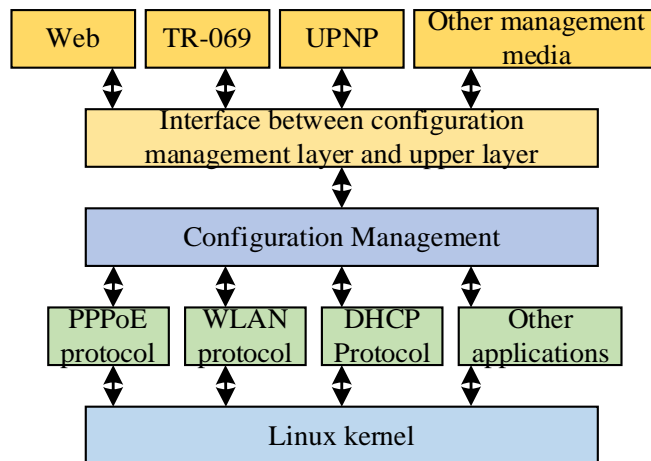 Web
TR-069
UPNP
Other management
media
Interface between configuration
management layer and upper layer
Configuration Management
PPPoE
protocol
WLAN
protocol
DHCP
Protocol
Other
applications
Linux kernel